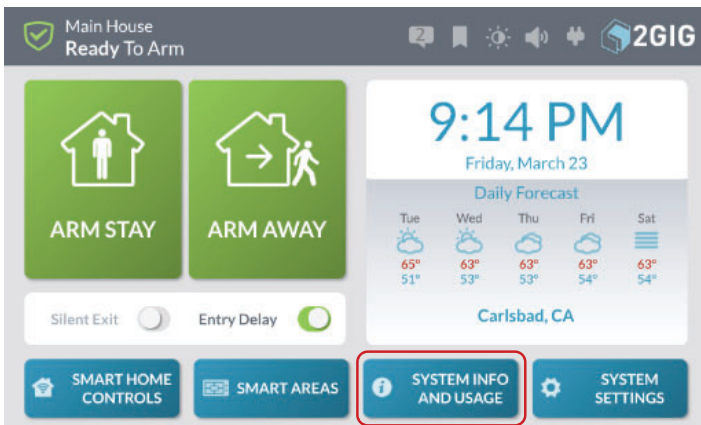 Main House
Ready To Arm
2
2GIG
ARM STAY
ARM AWAY
9:14 PM
Friday, March 23
Daily Forecast
Tue Wed Thu Fri Sat
65° 63° 63° 63° 63°
51° 53° 53° 54° 54°
Carlsbad, CA
Silent Exit
Entry Delay
SMART HOME
CONTROLS
SMART AREAS
SYSTEM INFO
AND USAGE
SYSTEM
SETTINGS